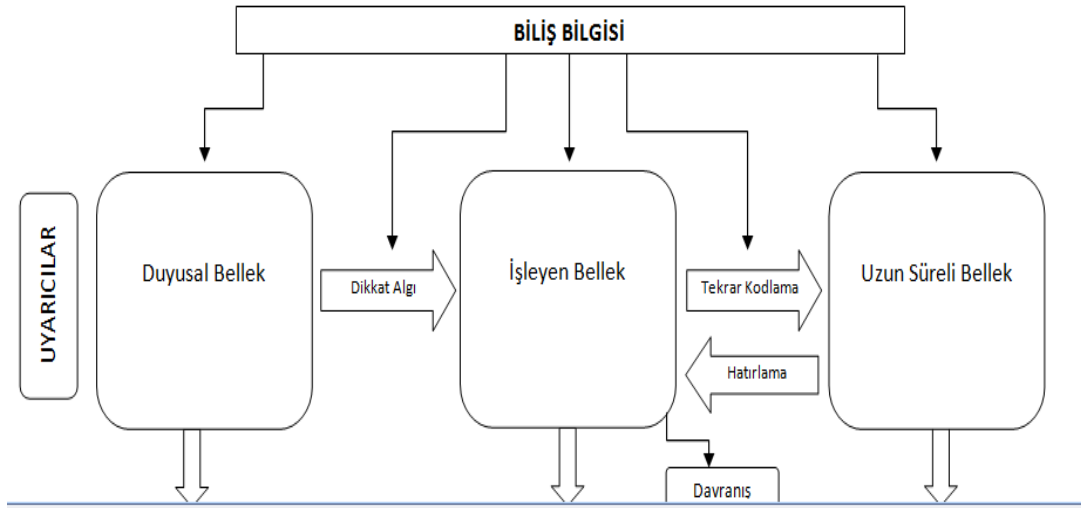 BİLİŞ BİLGİSİ
UYARICILAR
Duyusal Bellek
Dikkat Algı
İşleyen Bellek
Tekrar Kodlama
Uzun Süreli Bellek
Hatırlama
Davranış